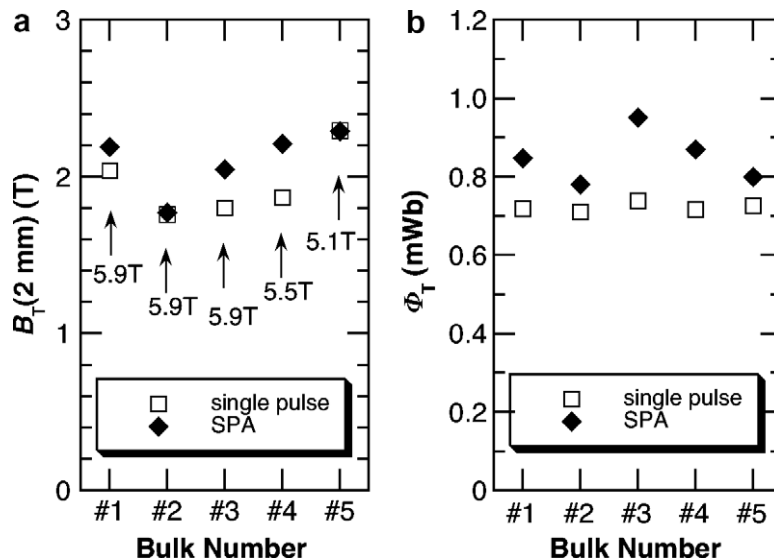 a
3
2
1
0
B_T(2 mm) (T)
5.9T
5.9T
5.9T
5.5T
5.1T
single pulse
SPA
#1 #2 #3 #4 #5
Bulk Number
b
1.2
1.0
0.8
0.6
0.4
0.2
0
Φ_T (mWb)
single pulse
SPA
#1 #2 #3 #4 #5
Bulk Number